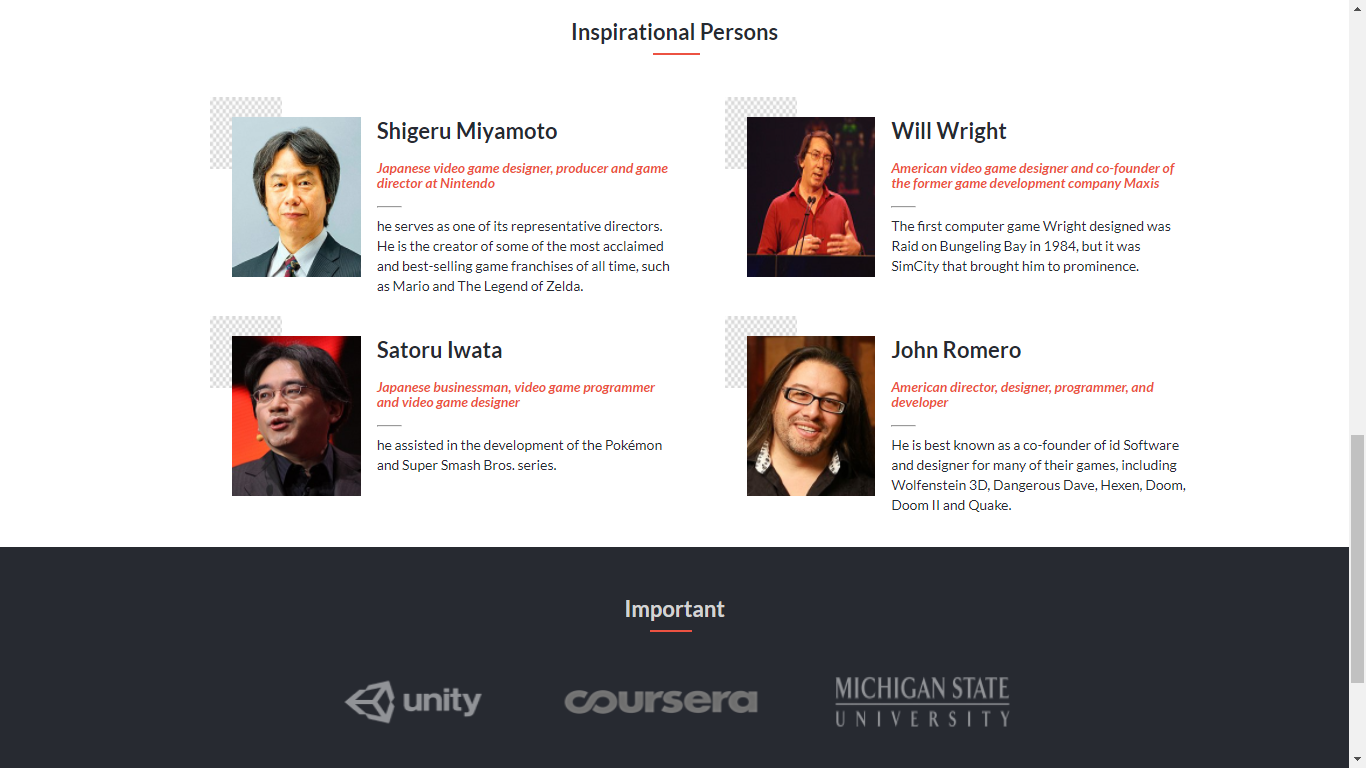 Inspirational Persons
Shigeru Miyamoto
Japanese video game designer, producer and game
director at Nintendo
he serves as one of its representative directors.
He is the creator of some of the most acclaimed
and best-selling game franchises of all time, such
as Mario and The Legend of Zelda.
Will Wright
American video game designer and co-founder of
the former game development company Maxis
The first computer game Wright designed was
Raid on Bungeling Bay in 1984, but it was
SimCity that brought him to prominence.
Satoru Iwata
Japanese businessman, video game programmer
and video game designer
he assisted in the development of the Pokémon
and Super Smash Bros. series.
John Romero
American director, designer, programmer, and
developer
He is best known as a co-founder of id Software
and designer for many of their games, including
Wolfenstein 3D, Dangerous Dave, Hexen, Doom,
Doom II and Quake.
Important
unity
coursera
MICHIGAN STATE
UNIVERSITY